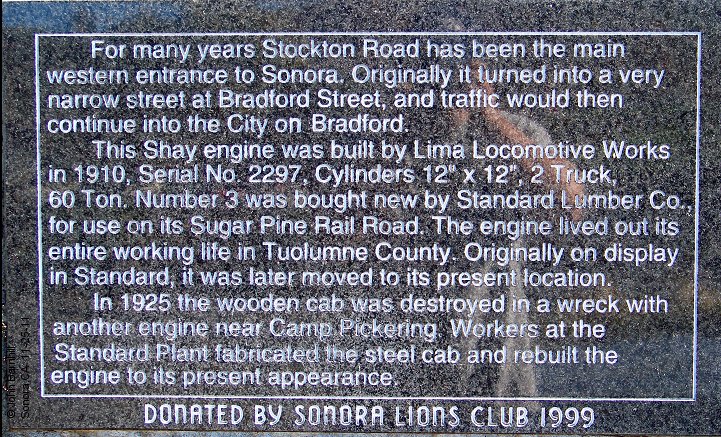 For many years Stockton Road has been the main
western entrance to Sonora. Originally it turned into a very
narrow street at Bradford Street, and traffic would then
continue into the City on Bradford.
This Shay engine was built by Lima Locomotive Works
in 1910, Serial No. 2297, Cylinders 12" x 12", 2 Truck,
60 Ton. Number 3 was bought new by Standard Lumber Co.,
for use on its Sugar Pine Rail Road. The engine lived out its
entire working life in Tuolumne County. Originally on display
in Standard, it was later moved to its present location.
In 1925 the wooden cab was destroyed in a wreck with
another engine near Camp Pickering. Workers at the
Standard Plant fabricated the steel cab and rebuilt the
engine to its present appearance.
DONATED BY SONORA LIONS CLUB 1999